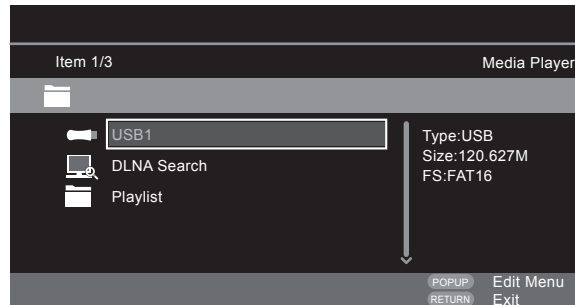 Item 1/3
Media Player
USB1
DLNA Search
Playlist
Type:USB
Size:120.627M
FS:FAT16
POPUP Edit Menu
RETURN Exit